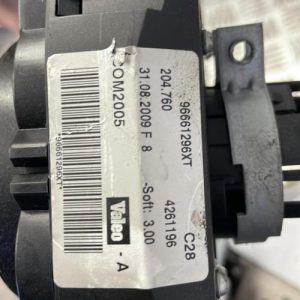 96661296XT C28
204.760 4261196
31.08.2009 F 8 -Soft: 3.00
COM2005 Valeo - A
*96661296XT*